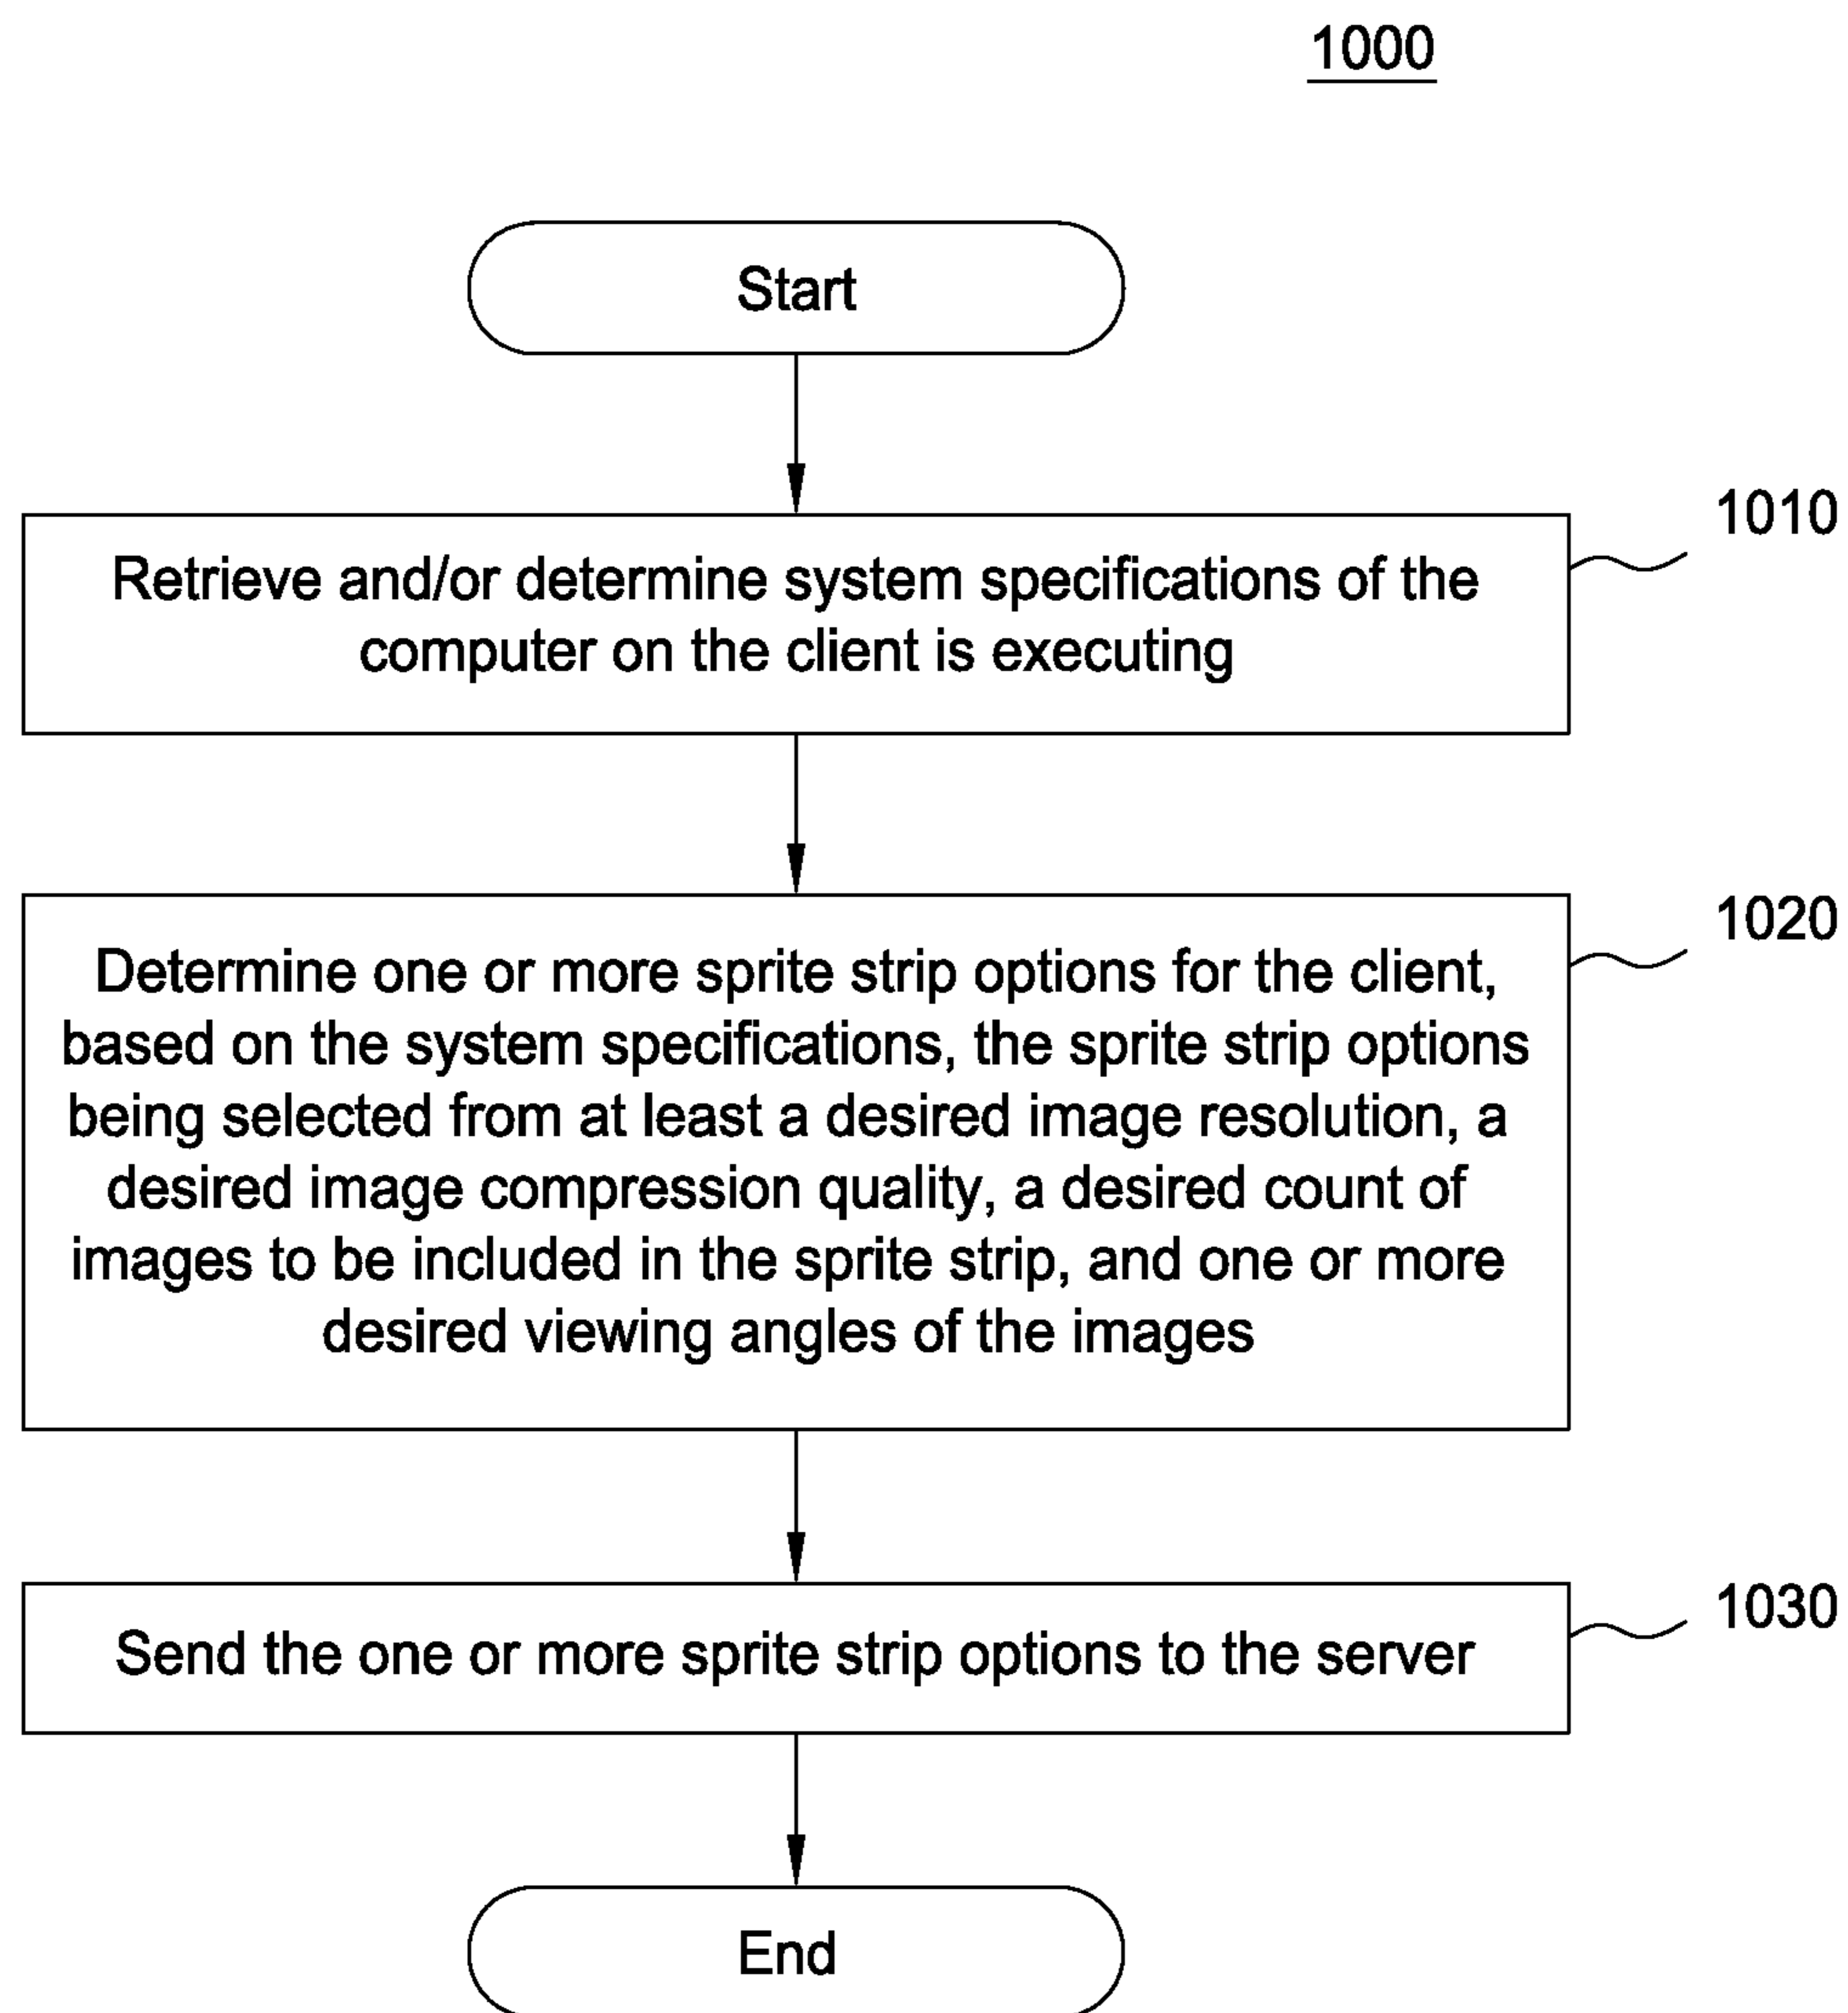 1000
Start
1010
Retrieve and/or determine system specifications of the
computer on the client is executing
1020
Determine one or more sprite strip options for the client,
based on the system specifications, the sprite strip options
being selected from at least a desired image resolution, a
desired image compression quality, a desired count of
images to be included in the sprite strip, and one or more
desired viewing angles of the images
1030
Send the one or more sprite strip options to the server
End